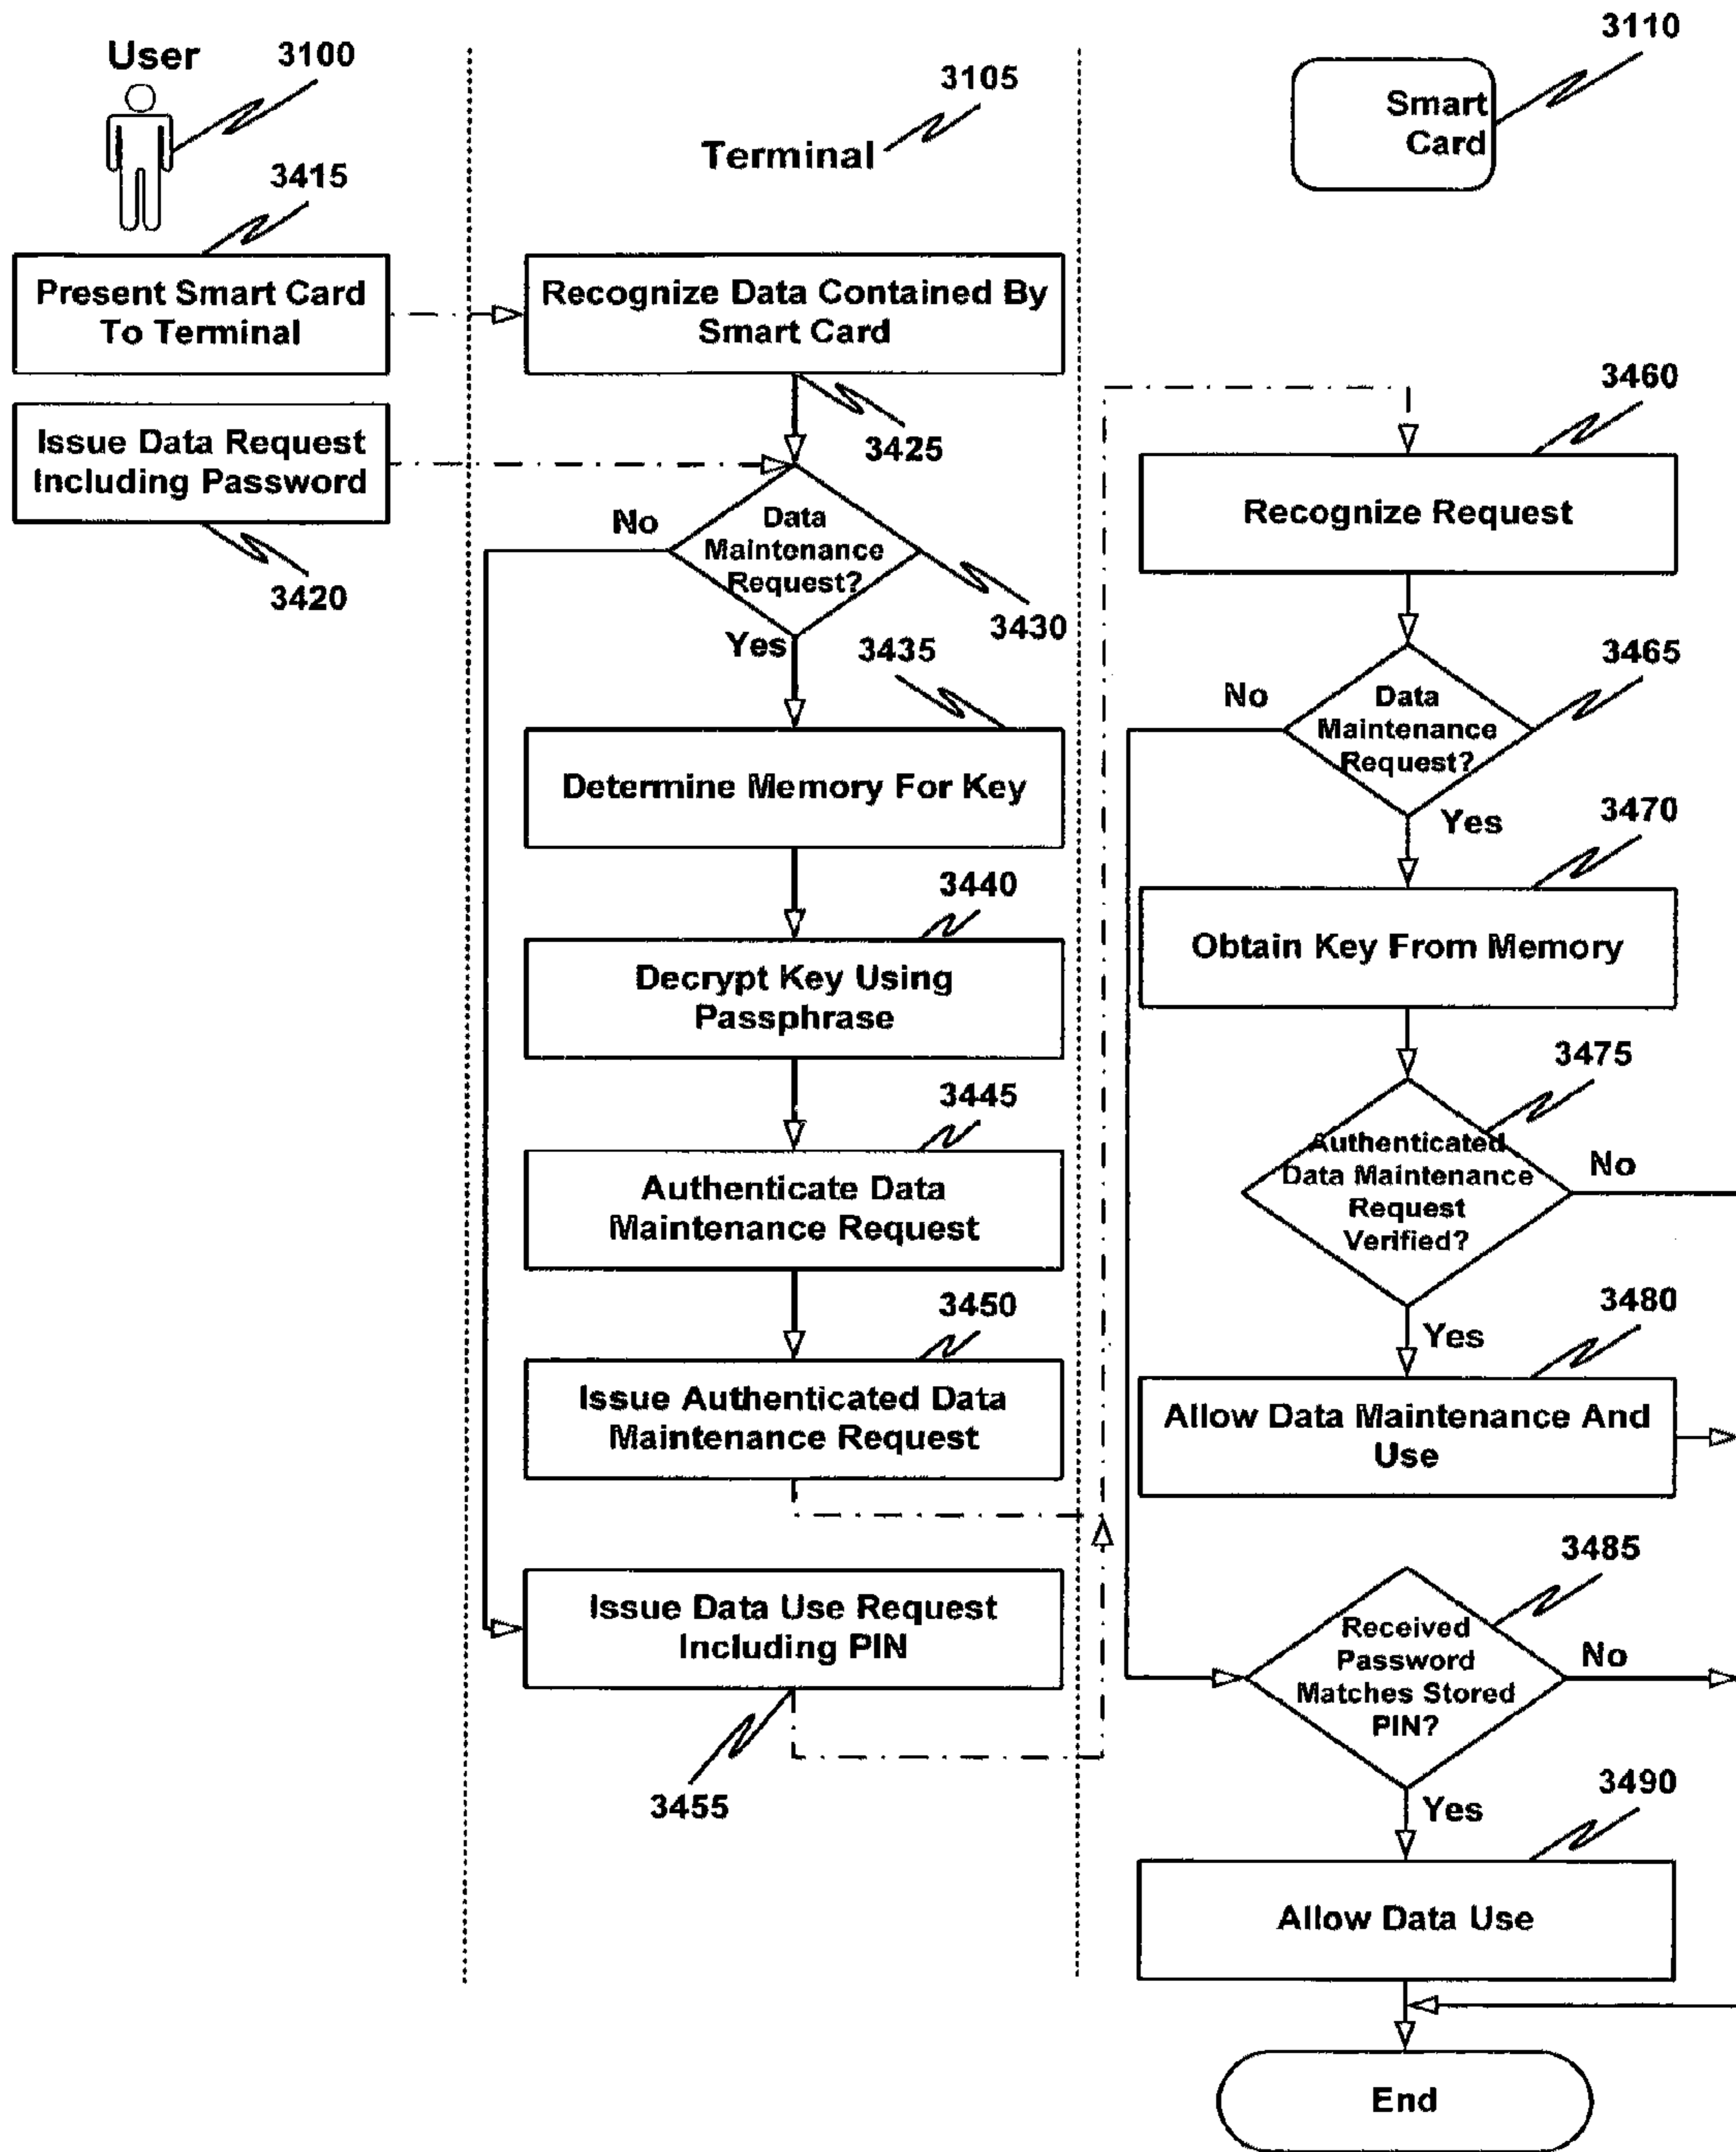 User
3100
3415
Present Smart Card
To Terminal
Issue Data Request
Including Password
3420
3105
Terminal
Recognize Data Contained By
Smart Card
3425
Data
Maintenance
Request?
No
Yes
3430
3435
Determine Memory For Key
3440
Decrypt Key Using
Passphrase
3445
Authenticate Data
Maintenance Request
3450
Issue Authenticated Data
Maintenance Request
Issue Data Use Request
Including PIN
3455
3110
Smart
Card
3460
Recognize Request
3465
Data
Maintenance
Request?
No
Yes
3470
Obtain Key From Memory
3475
Authenticated
Data Maintenance
Request
Verified?
No
Yes
3480
Allow Data Maintenance And
Use
3485
Received
Password
Matches Stored
PIN?
No
Yes
3490
Allow Data Use
End